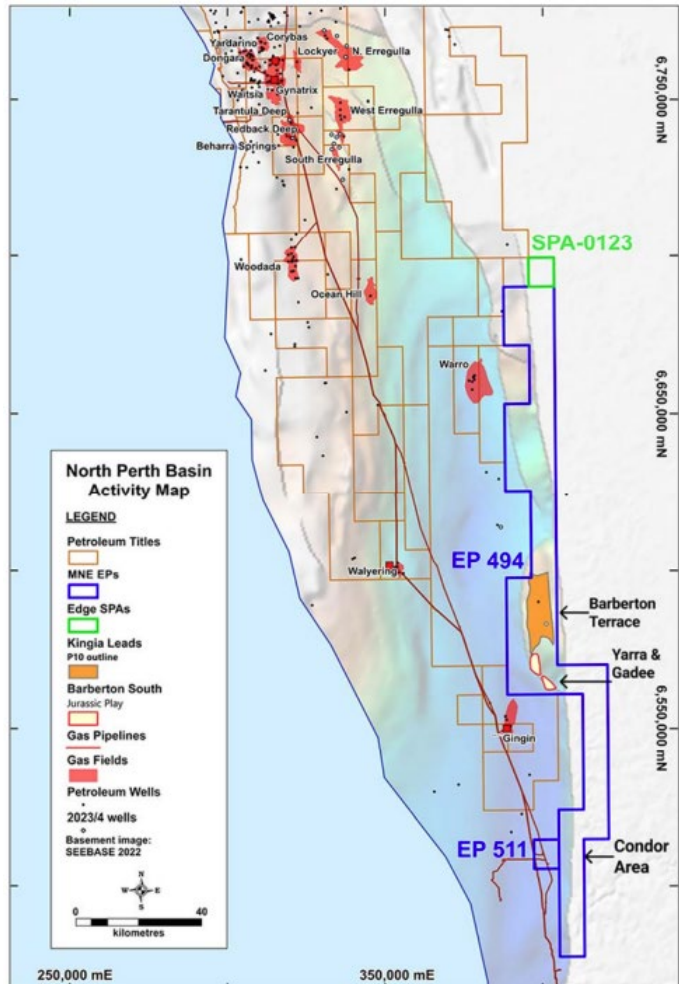 Corybas
Yardarino
Lockyer
N. Erregulla
Dongara
Gynatrix
Waitsia
Tarantula Deep
West Erregulla
Redback Deep
Beharra Springs
South Erregulla
6,750,000 mN
SPA-0123
Woodada
Ocean Hill
Warro
6,650,000 mN
North Perth Basin
Activity Map
LEGEND
Petroleum Titles
MNE EPs
Edge SPAs
Kingia Leads
P10 outline
Barberton South
Jurassic Play
Gas Pipelines
Gas Fields
Petroleum Wells
2023/4 wells
Basement image:
SEEBASE 2022
N
W E
S
0 20 40
kilometres
EP 494
Walyering
Barberton
Terrace
Yarra &
Gadee
Gingin
6,550,000 mN
EP 511
Condor
Area
250,000 mE
350,000 mE